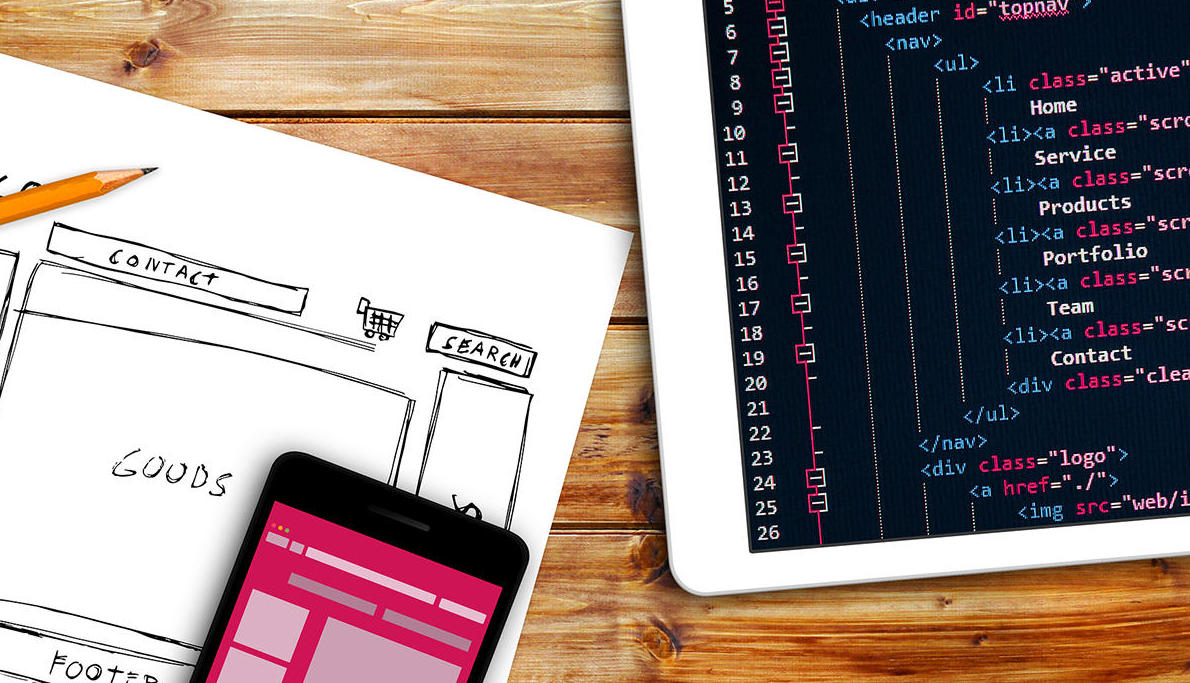 CONTACT
SEARCH
GOODS
FOOTER
5
6
7
8
9
10
11
12
13
14
15
16
17
18
19
20
21
22
23
24
25
26
<header id="topnav">
<nav>
<ul>
<li class="active"
Home
<li><a class="scro
Service
<li><a class="scr
Products
<li><a class="scr
Portfolio
<li><a class="scr
Team
<li><a class="sc
Contact
<div class="clea
</ul>
</nav>
<div class="logo">
<a href="./">
<img src="web/i